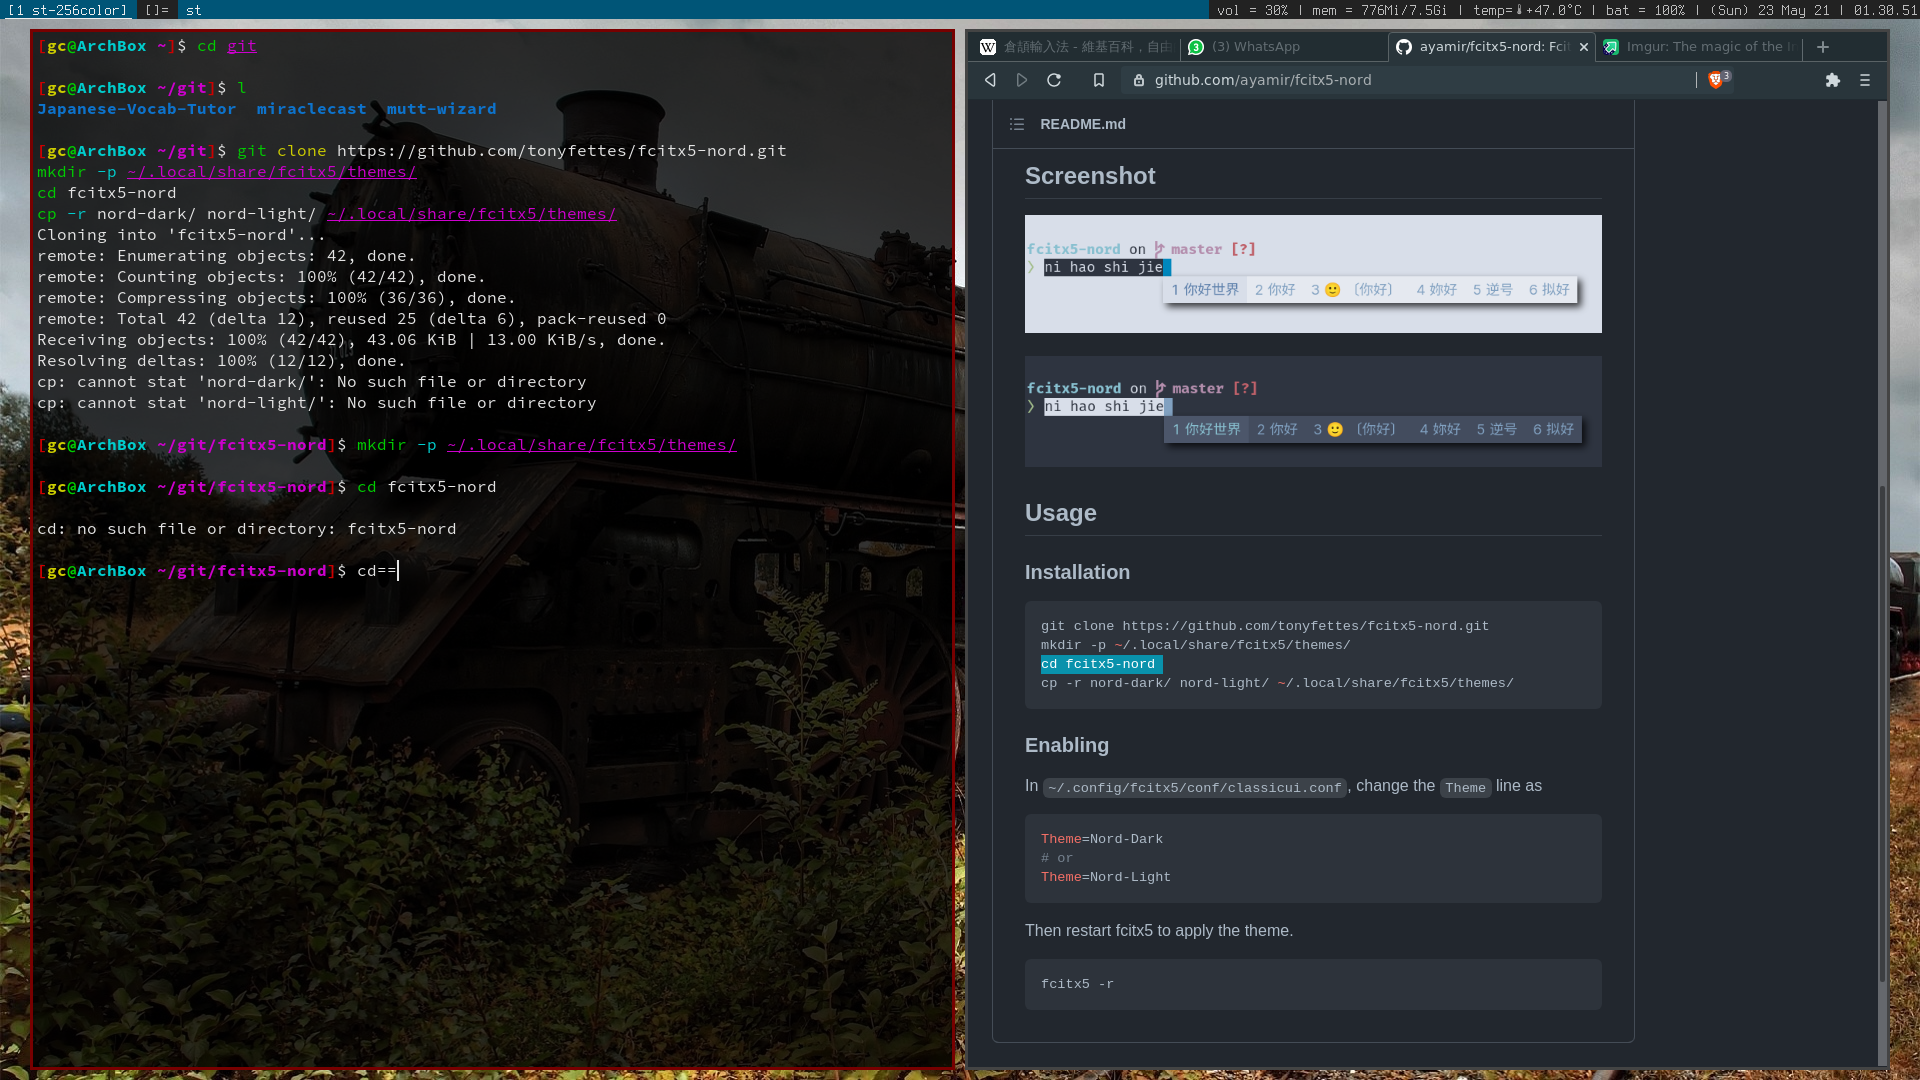 [1 st-256color] []= st
vol = 30% | mem = 776Mi/7.5Gi | temp=🌡+47.0°C | bat = 100% | (Sun) 23 May 21 | 01.30.51
[gc@ArchBox ~]$ cd git
[gc@ArchBox ~/git]$ l
Japanese-Vocab-Tutor  miraclecast  mutt-wizard
[gc@ArchBox ~/git]$ git clone https://github.com/tonyfettes/fcitx5-nord.git
mkdir -p ~/.local/share/fcitx5/themes/
cd fcitx5-nord
cp -r nord-dark/ nord-light/ ~/.local/share/fcitx5/themes/
Cloning into 'fcitx5-nord'...
remote: Enumerating objects: 42, done.
remote: Counting objects: 100% (42/42), done.
remote: Compressing objects: 100% (36/36), done.
remote: Total 42 (delta 12), reused 25 (delta 6), pack-reused 0
Receiving objects: 100% (42/42), 43.06 KiB | 13.00 KiB/s, done.
Resolving deltas: 100% (12/12), done.
cp: cannot stat 'nord-dark/': No such file or directory
cp: cannot stat 'nord-light/': No such file or directory
[gc@ArchBox ~/git/fcitx5-nord]$ mkdir -p ~/.local/share/fcitx5/themes/
[gc@ArchBox ~/git/fcitx5-nord]$ cd fcitx5-nord
cd: no such file or directory: fcitx5-nord
[gc@ArchBox ~/git/fcitx5-nord]$ cd==
倉頡輸入法 - 維基百科，自由
(3) WhatsApp
ayamir/fcitx5-nord: Fci
Imgur: The magic of the I
github.com/ayamir/fcitx5-nord
3
README.md
Screenshot
fcitx5-nord on master [?]
❯ ni hao shi jie
1 你好世界 2 你好 3 🙂 〔你好〕 4 妳好 5 逆号 6 拟好
fcitx5-nord on master [?]
❯ ni hao shi jie
1 你好世界 2 你好 3 🙂 〔你好〕 4 妳好 5 逆号 6 拟好
Usage
Installation
git clone https://github.com/tonyfettes/fcitx5-nord.git
mkdir -p ~/.local/share/fcitx5/themes/
cd fcitx5-nord
cp -r nord-dark/ nord-light/ ~/.local/share/fcitx5/themes/
Enabling
In ~/.config/fcitx5/conf/classicui.conf, change the Theme line as
Theme=Nord-Dark
# or
Theme=Nord-Light
Then restart fcitx5 to apply the theme.
fcitx5 -r